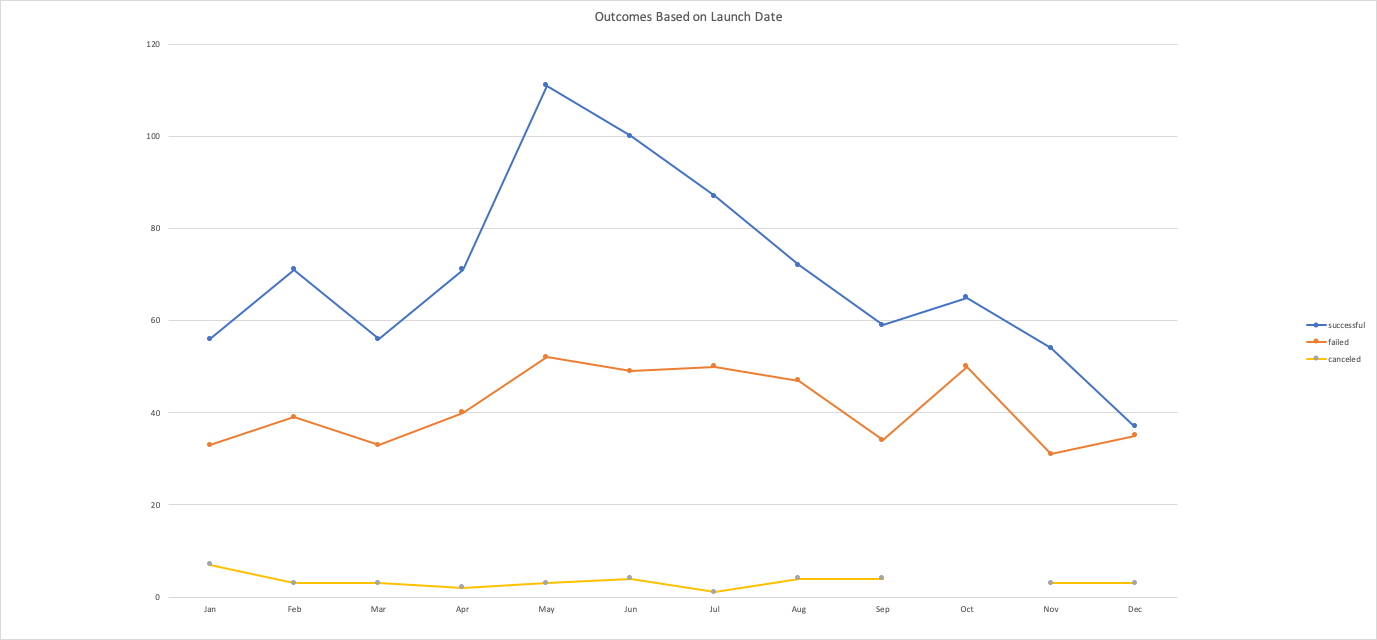 Outcomes Based on Launch Date
120
100
80
60
40
20
0
Jan Feb Mar Apr May Jun Jul Aug Sep Oct Nov Dec
successful
failed
canceled